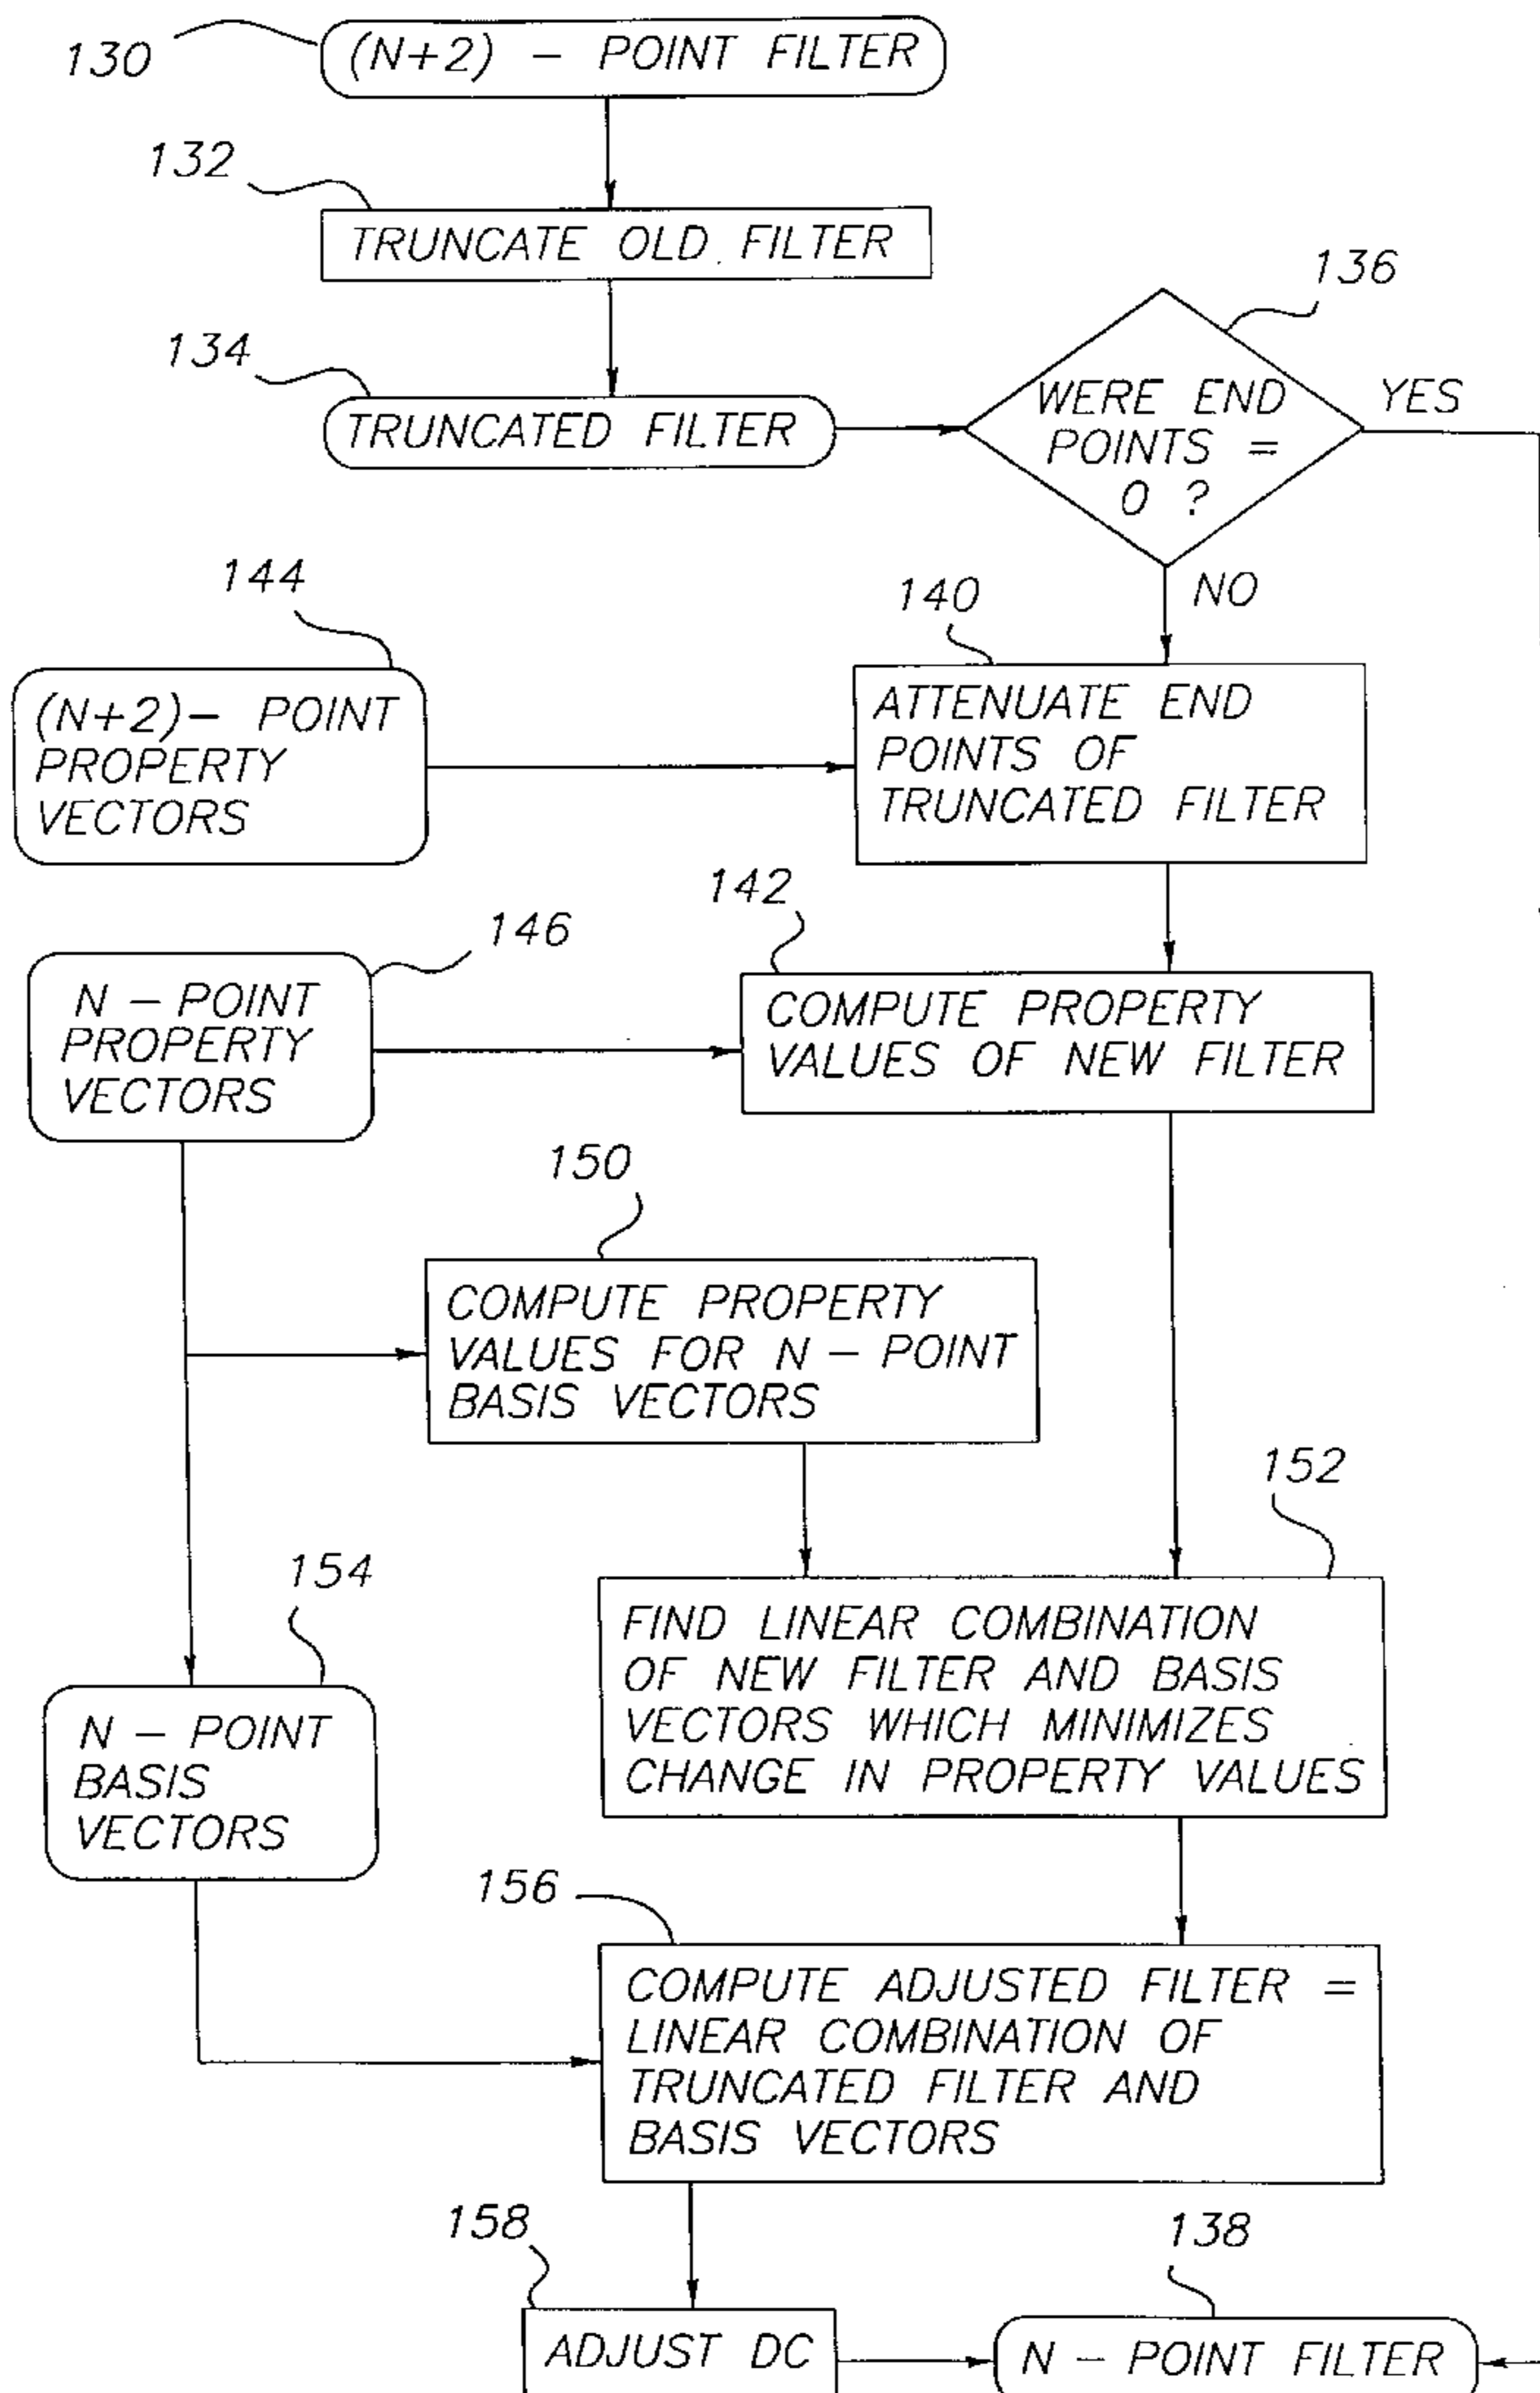 130
(N+2) – POINT FILTER
132
TRUNCATE OLD FILTER
134
TRUNCATED FILTER
136
WERE END
POINTS =
0 ?
YES
NO
144
(N+2)– POINT
PROPERTY
VECTORS
140
ATTENUATE END
POINTS OF
TRUNCATED FILTER
146
N – POINT
PROPERTY
VECTORS
142
COMPUTE PROPERTY
VALUES OF NEW FILTER
150
COMPUTE PROPERTY
VALUES FOR N – POINT
BASIS VECTORS
152
FIND LINEAR COMBINATION
OF NEW FILTER AND BASIS
VECTORS WHICH MINIMIZES
CHANGE IN PROPERTY VALUES
154
N – POINT
BASIS
VECTORS
156
COMPUTE ADJUSTED FILTER =
LINEAR COMBINATION OF
TRUNCATED FILTER AND
BASIS VECTORS
158
ADJUST DC
138
N – POINT FILTER